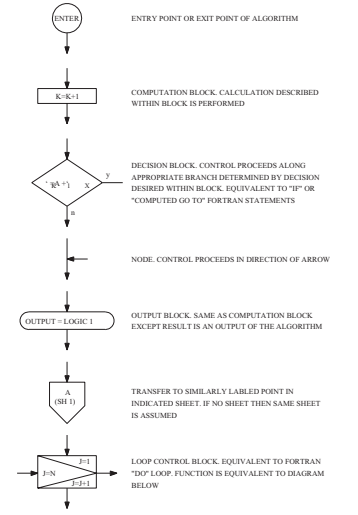 ENTER
ENTRY POINT OR EXIT POINT OF ALGORITHM
K=K+1
COMPUTATION BLOCK. CALCULATION DESCRIBED
WITHIN BLOCK IS PERFORMED
DECISION BLOCK. CONTROL PROCEEDS ALONG
APPROPRIATE BRANCH DETERMINED BY DECISION
DESIRED WITHIN BLOCK. EQUIVALENT TO "IF" OR
"COMPUTED GO TO" FORTRAN STATEMENTS
y
X
n
NODE. CONTROL PROCEEDS IN DIRECTION OF ARROW
OUTPUT = LOGIC 1
OUTPUT BLOCK. SAME AS COMPUTATION BLOCK
EXCEPT RESULT IS AN OUTPUT OF THE ALGORITHM
A
(SH 1)
TRANSFER TO SIMILARLY LABLED POINT IN
INDICATED SHEET. IF NO SHEET THEN SAME SHEET
IS ASSUMED
J=1
J=N
J=J+1
LOOP CONTROL BLOCK. EQUIVALENT TO FORTRAN
"DO" LOOP. FUNCTION IS EQUIVALENT TO DIAGRAM
BELOW